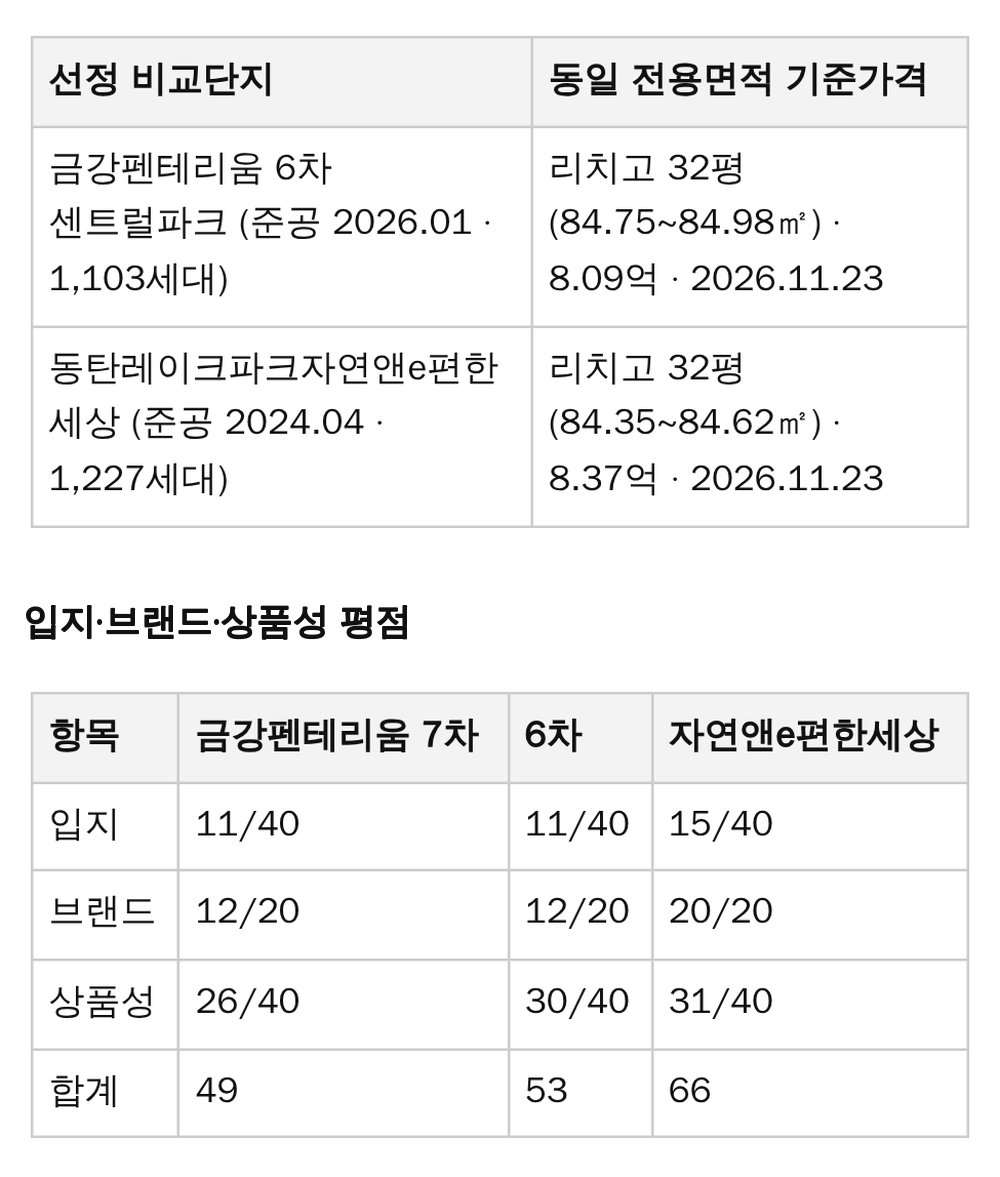 선정 비교단지
동일 전용면적 기준가격
금강펜테리움 6차
센트럴파크 (준공 2026.01 ·
1,103세대)
리치고 32평
(84.75~84.98㎡) ·
8.09억 · 2026.11.23
동탄레이크파크자연앤e편한
세상 (준공 2024.04 ·
1,227세대)
리치고 32평
(84.35~84.62㎡) ·
8.37억 · 2026.11.23
입지·브랜드·상품성 평점
항목 금강펜테리움 7차 6차 자연앤e편한세상
입지 11/40 11/40 15/40
브랜드 12/20 12/20 20/20
상품성 26/40 30/40 31/40
합계 49 53 66